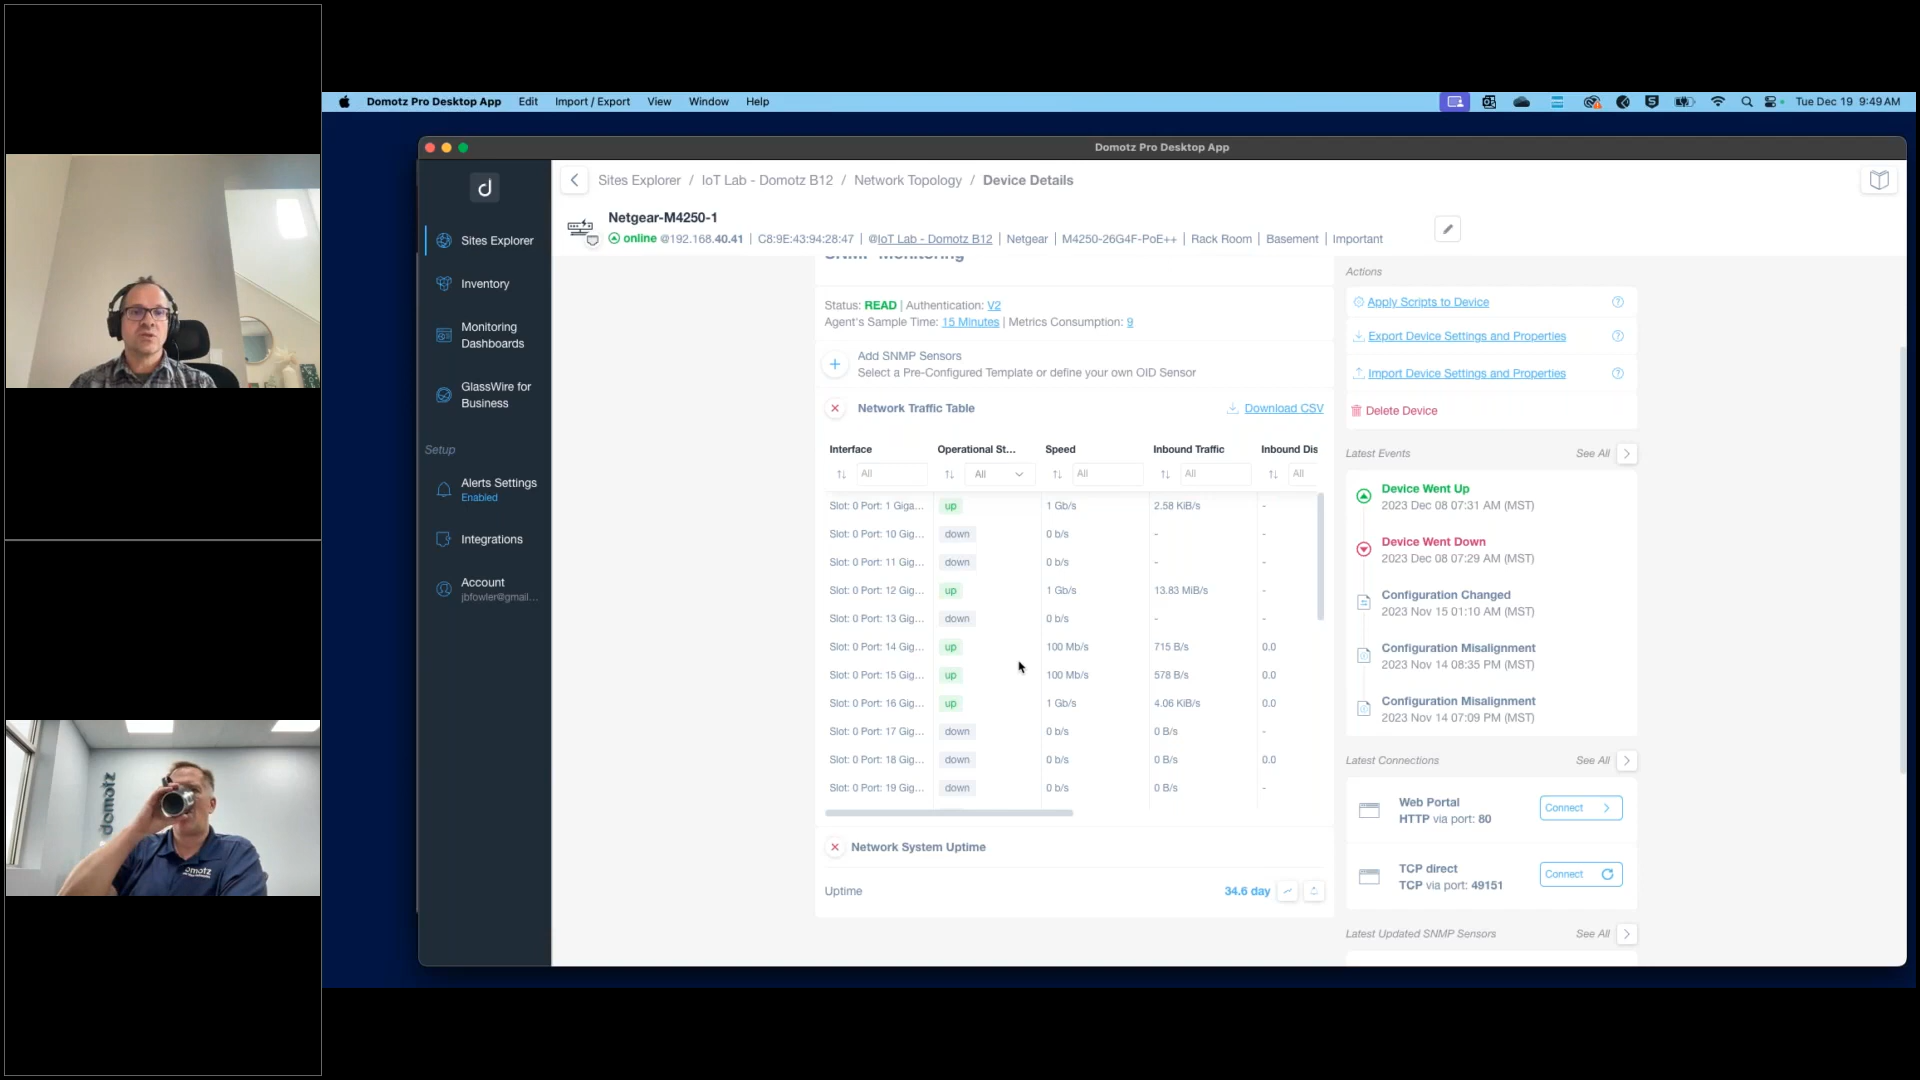 Domotz Pro Desktop App Edit Import / Export View Window Help Tue Dec 19 9:49 AM
Domotz Pro Desktop App
Sites Explorer / IoT Lab - Domotz B12 / Network Topology / Device Details
Netgear-M4250-1
online @192.168.40.41 | C8:9E:43:94:28:47 | @IoT Lab - Domotz B12 | Netgear | M4250-26G4F-PoE++ | Rack Room | Basement | Important
Sites Explorer
Inventory
Monitoring
Dashboards
GlassWire for
Business
Setup
Alerts Settings
Enabled
Integrations
Account
jbfowler@gmail...
SNMP Monitoring
Status: READ | Authentication: V2
Agent's Sample Time: 15 Minutes | Metrics Consumption: 9
Add SNMP Sensors
Select a Pre-Configured Template or define your own OID Sensor
Network Traffic Table Download CSV
Interface Operational St... Speed Inbound Traffic Inbound Dis
All All All All All
Slot: 0 Port: 1 Giga... up 1 Gb/s 2.58 KiB/s -
Slot: 0 Port: 10 Gig... down 0 b/s - -
Slot: 0 Port: 11 Gig... down 0 b/s - -
Slot: 0 Port: 12 Gig... up 1 Gb/s 13.83 MiB/s -
Slot: 0 Port: 13 Gig... down 0 b/s - -
Slot: 0 Port: 14 Gig... up 100 Mb/s 715 B/s 0.0
Slot: 0 Port: 15 Gig... up 100 Mb/s 578 B/s 0.0
Slot: 0 Port: 16 Gig... up 1 Gb/s 4.06 KiB/s 0.0
Slot: 0 Port: 17 Gig... down 0 b/s 0 B/s -
Slot: 0 Port: 18 Gig... down 0 b/s 0 B/s 0.0
Slot: 0 Port: 19 Gig... down 0 b/s 0 B/s -
Network System Uptime
Uptime 34.6 day
Actions
Apply Scripts to Device
Export Device Settings and Properties
Import Device Settings and Properties
Delete Device
Latest Events See All
Device Went Up
2023 Dec 08 07:31 AM (MST)
Device Went Down
2023 Dec 08 07:29 AM (MST)
Configuration Changed
2023 Nov 15 01:10 AM (MST)
Configuration Misalignment
2023 Nov 14 08:35 PM (MST)
Configuration Misalignment
2023 Nov 14 07:09 PM (MST)
Latest Connections See All
Web Portal
HTTP via port: 80
Connect
TCP direct
TCP via port: 49151
Connect
Latest Updated SNMP Sensors See All
domotz
domotz